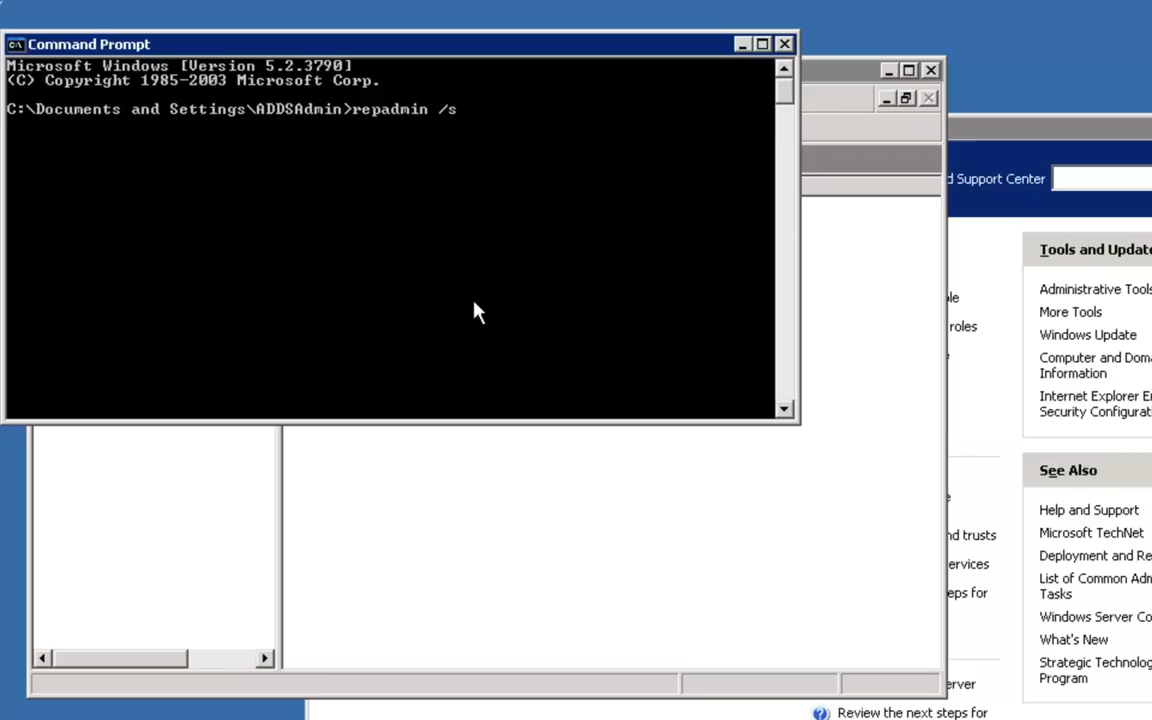 Command Prompt
Microsoft Windows [Version 5.2.3790]
(C) Copyright 1985-2003 Microsoft Corp.
C:\Documents and Settings\ADDSAdmin>repadmin /s
Support Center
Tools and Update
Administrative Tools
More Tools
roles
Windows Update
Computer and Doma
Information
Internet Explorer E
Security Configurat
See Also
Help and Support
Microsoft TechNet
nd trusts
Deployment and Re
ervices
List of Common Adm
Tasks
eps for
Windows Server Co
What's New
Strategic Technolog
Program
erver
Review the next steps for